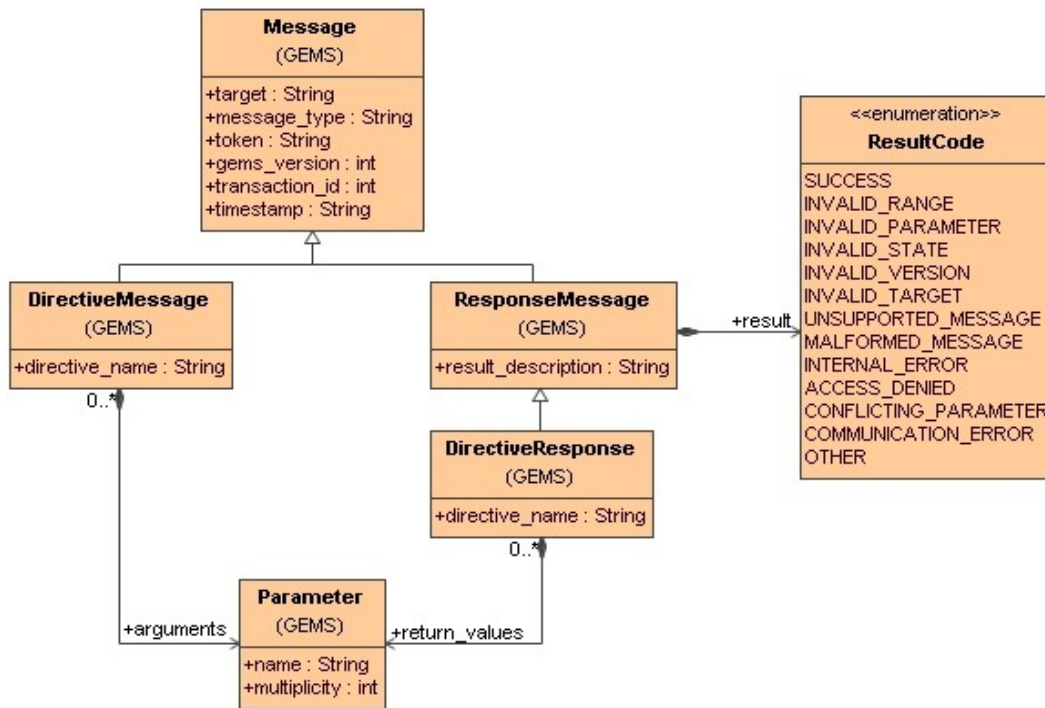 Message
(GEMS)
+target : String
+message_type : String
+token : String
+gems_version : int
+transaction_id : int
+timestamp : String
<<enumeration>>
ResultCode
SUCCESS
INVALID_RANGE
INVALID_PARAMETER
INVALID_STATE
INVALID_VERSION
INVALID_TARGET
UNSUPPORTED_MESSAGE
MALFORMED_MESSAGE
INTERNAL_ERROR
ACCESS_DENIED
CONFLICTING_PARAMETER
COMMUNICATION_ERROR
OTHER
DirectiveMessage
(GEMS)
+directive_name : String
0..*
ResponseMessage
(GEMS)
+result_description : String
+result
DirectiveResponse
(GEMS)
+directive_name : String
0..*
+arguments
Parameter
(GEMS)
+name : String
+multiplicity : int
+return_values